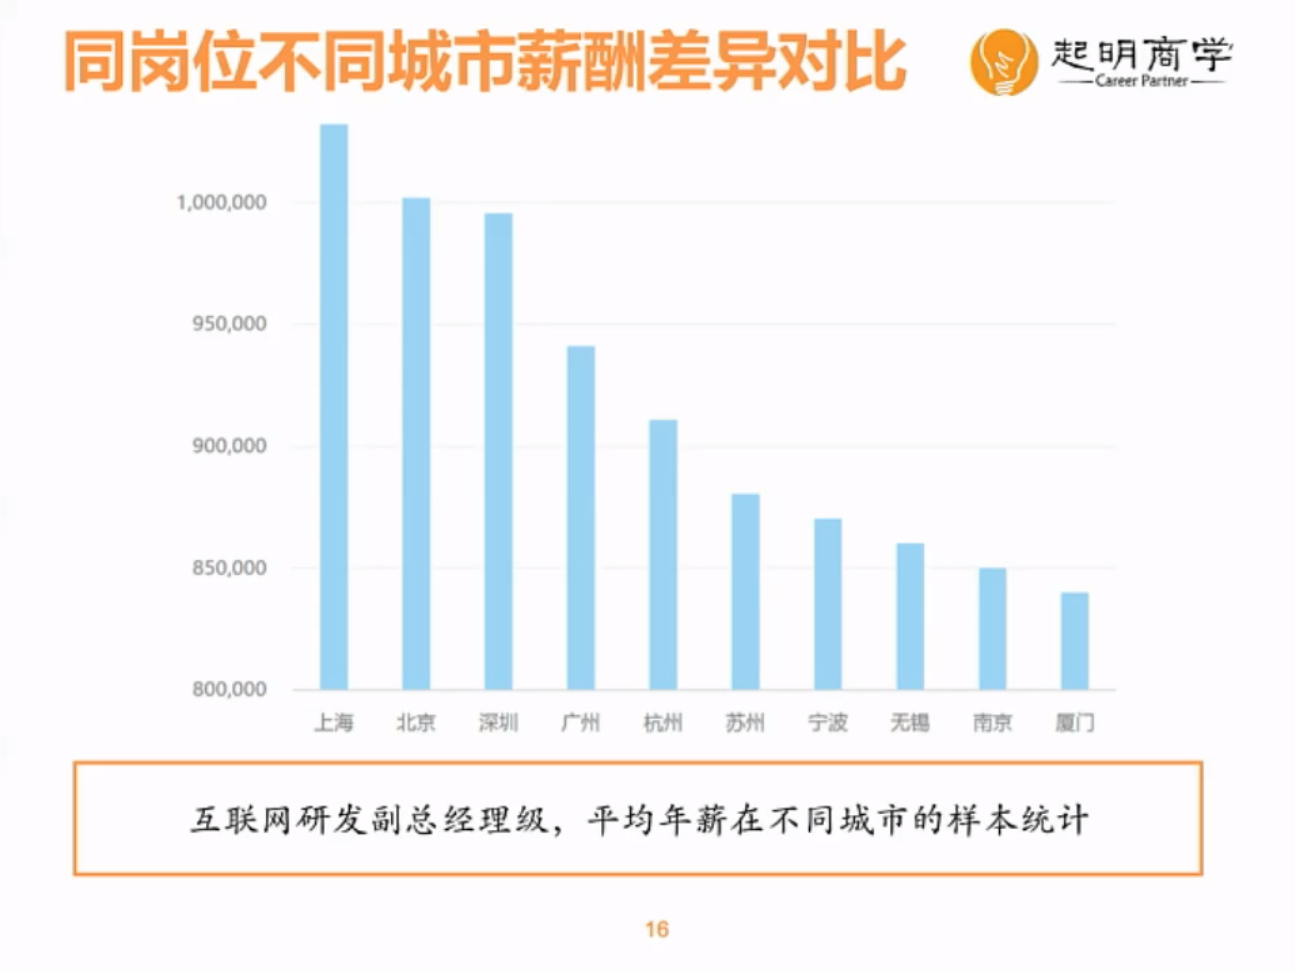 同岗位不同城市薪酬差异对比
起明商学
Career Partner
1,000,000
950,000
900,000
850,000
800,000
上海 北京 深圳 广州 杭州 苏州 宁波 无锡 南京 厦门
互联网研发副总经理级，平均年薪在不同城市的样本统计
16